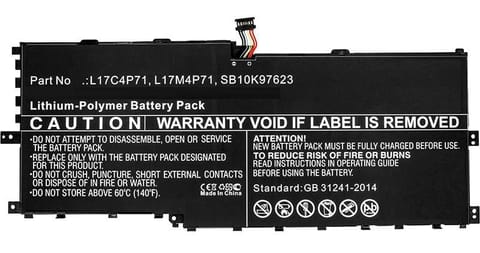 Part No .:L17C4P71, L17M4P71, SB10K97623
Lithium-Polymer Battery Pack
CAUTION WARRANTY VOID IF LABEL IS REMOVED
·DO NOT ATTEMPT TO DISASSEMBLE, OPEN OR SERVICE
THE BATTERY PACK.
·REPLACE ONLY WITH THE BATTERY PACK DESIGNATED
FOR THIS PRODUCT.
·DO NOT CRUSH, PUNCTURE, SHORT EXTERNAL CONTACTS
OR DISPOSE OF IN FIRE OR WATER.
·DO NOT STORE ABOVE 60℃ (140℉).
CE FC
Made In China
ATTENTION:
NEW BATTERY PACK MUST BE FULLY CHARGED BEFORE USE.
TO REDUCE RISK OF FIRE OR BURNS
READ INSTRUCTIONS IN OPERATING GUIDE
BEFORE BATTERY USE.
Standard:GB 31241-2014